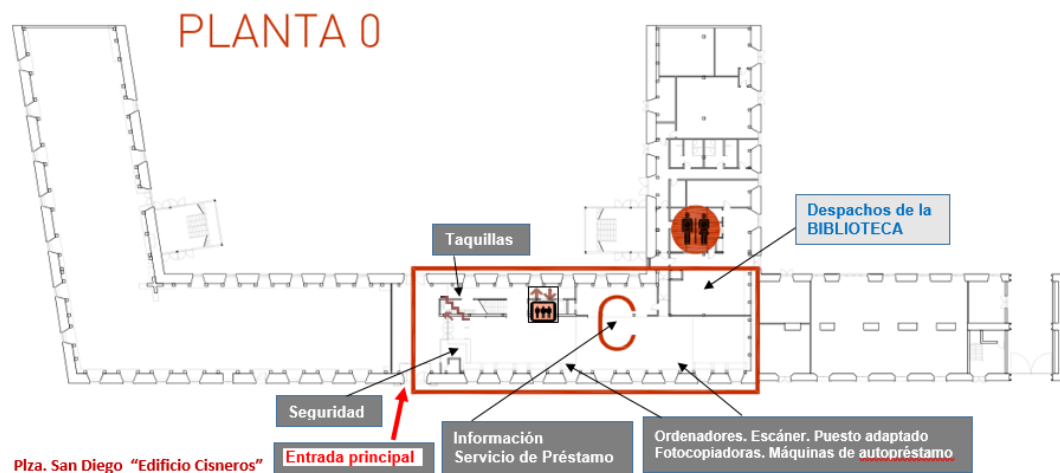 PLANTA 0
Despachos de la
BIBLIOTECA
Taquillas
C
Seguridad
Entrada principal
Información
Servicio de Préstamo
Ordenadores. Escáner. Puesto adaptado
Fotocopiadoras. Máquinas de autopréstamo
Plza. San Diego “Edificio Cisneros”